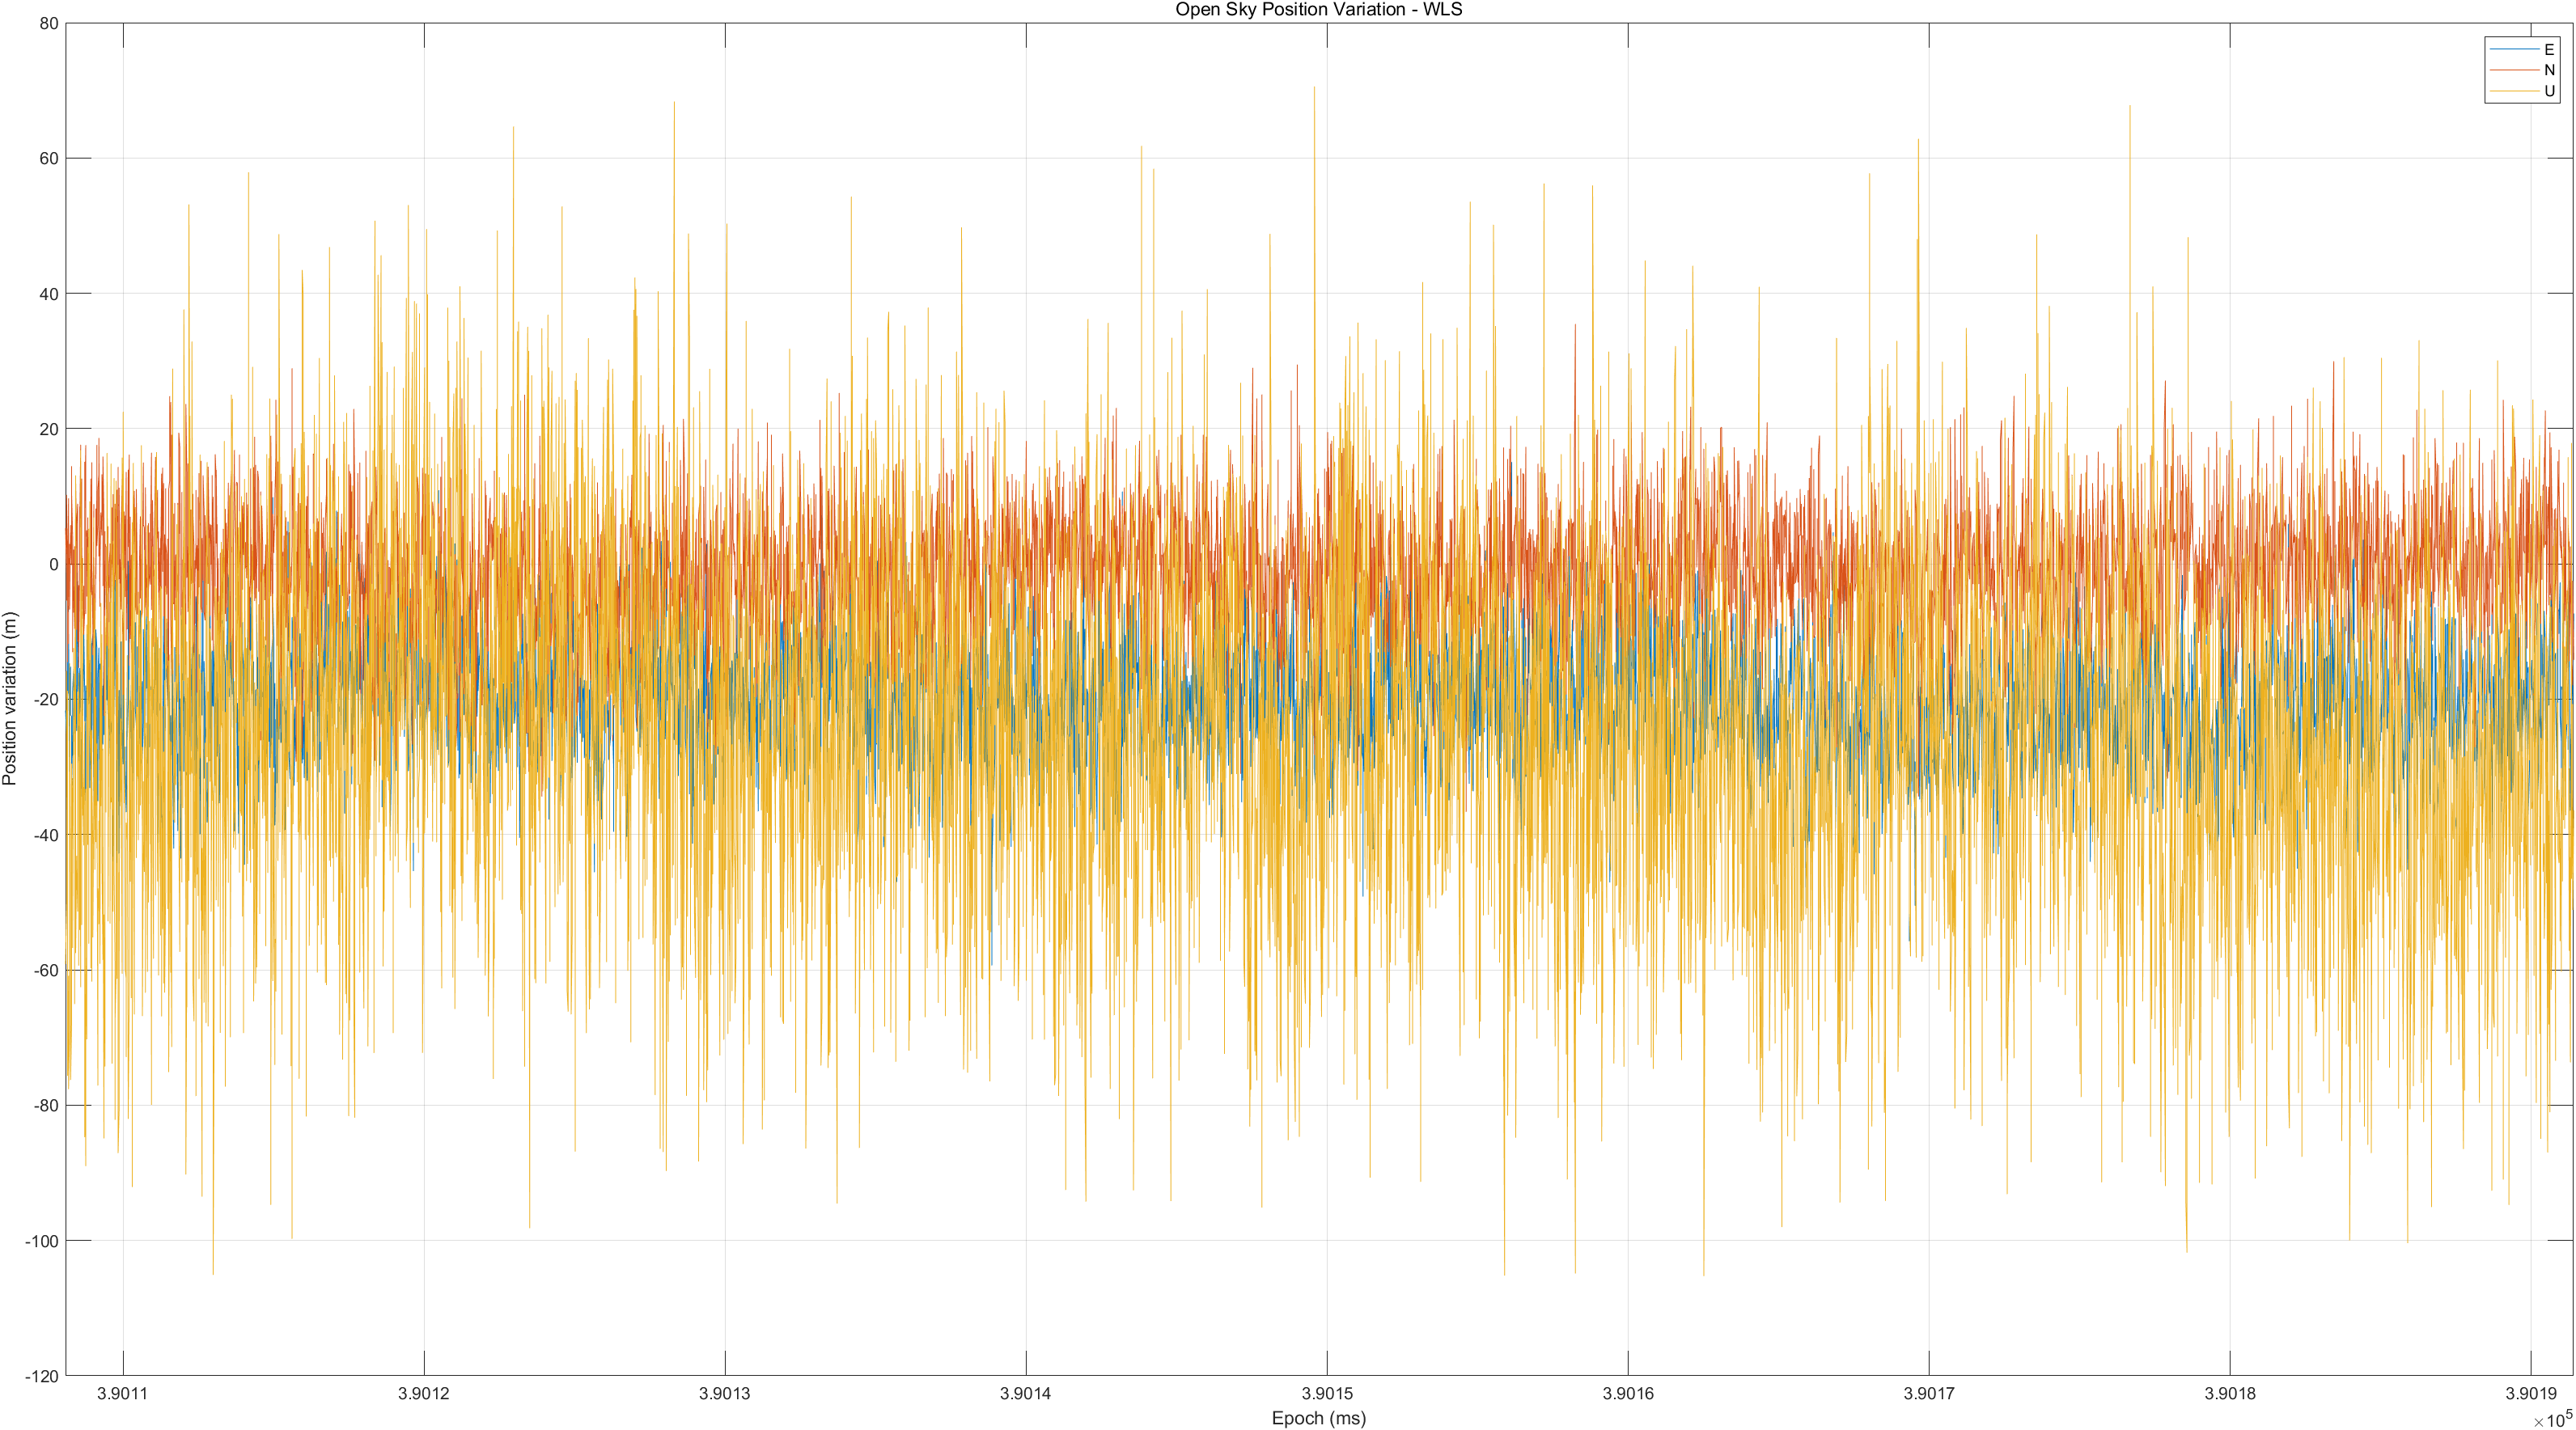 Open Sky Position Variation - WLS
E
N
U
80
60
40
20
0
-20
-40
-60
-80
-100
-120
Position variation (m)
3.9011 3.9012 3.9013 3.9014 3.9015 3.9016 3.9017 3.9018 3.9019
Epoch (ms)
×10^5